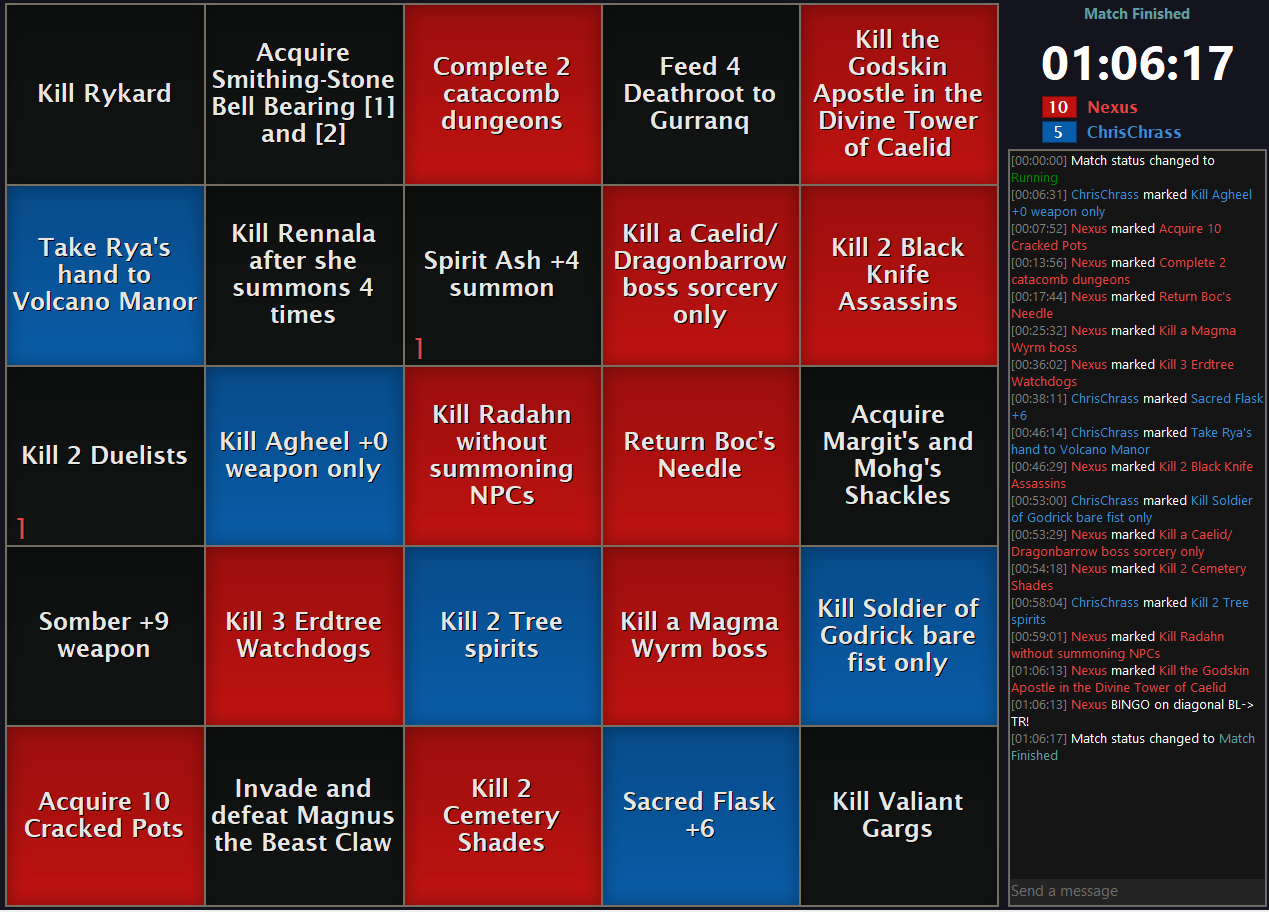 Kill Rykard
Acquire
Smithing-Stone
Bell Bearing [1]
and [2]
Complete 2
catacomb
dungeons
Feed 4
Deathroot to
Gurranq
Kill the
Godskin
Apostle in the
Divine Tower
of Caelid
Take Rya's
hand to
Volcano Manor
Kill Rennala
after she
summons 4
times
Spirit Ash +4
summon
1
Kill a Caelid/
Dragonbarrow
boss sorcery
only
Kill 2 Black
Knife
Assassins
Kill 2 Duelists
1
Kill Agheel +0
weapon only
Kill Radahn
without
summoning
NPCs
Return Boc's
Needle
Acquire
Margit's and
Mohg's
Shackles
Somber +9
weapon
Kill 3 Erdtree
Watchdogs
Kill 2 Tree
spirits
Kill a Magma
Wyrm boss
Kill Soldier of
Godrick bare
fist only
Acquire 10
Cracked Pots
Invade and
defeat Magnus
the Beast Claw
Kill 2
Cemetery
Shades
Sacred Flask
+6
Kill Valiant
Gargs
Match Finished
01:06:17
10 Nexus
5 ChrisChrass
[00:00:00] Match status changed to
Running
[00:06:31] ChrisChrass marked Kill Agheel
+0 weapon only
[00:07:52] Nexus marked Acquire 10
Cracked Pots
[00:13:56] Nexus marked Complete 2
catacomb dungeons
[00:17:44] Nexus marked Return Boc's
Needle
[00:25:32] Nexus marked Kill a Magma
Wyrm boss
[00:36:02] Nexus marked Kill 3 Erdtree
Watchdogs
[00:38:11] ChrisChrass marked Sacred Flask
+6
[00:46:14] ChrisChrass marked Take Rya's
hand to Volcano Manor
[00:46:29] Nexus marked Kill 2 Black Knife
Assassins
[00:53:00] ChrisChrass marked Kill Soldier
of Godrick bare fist only
[00:53:29] Nexus marked Kill a Caelid/
Dragonbarrow boss sorcery only
[00:54:18] Nexus marked Kill 2 Cemetery
Shades
[00:58:04] ChrisChrass marked Kill 2 Tree
spirits
[00:59:01] Nexus marked Kill Radahn
without summoning NPCs
[01:06:13] Nexus marked Kill the Godskin
Apostle in the Divine Tower of Caelid
[01:06:13] Nexus BINGO on diagonal BL->
TR!
[01:06:17] Match status changed to Match
Finished
Send a message